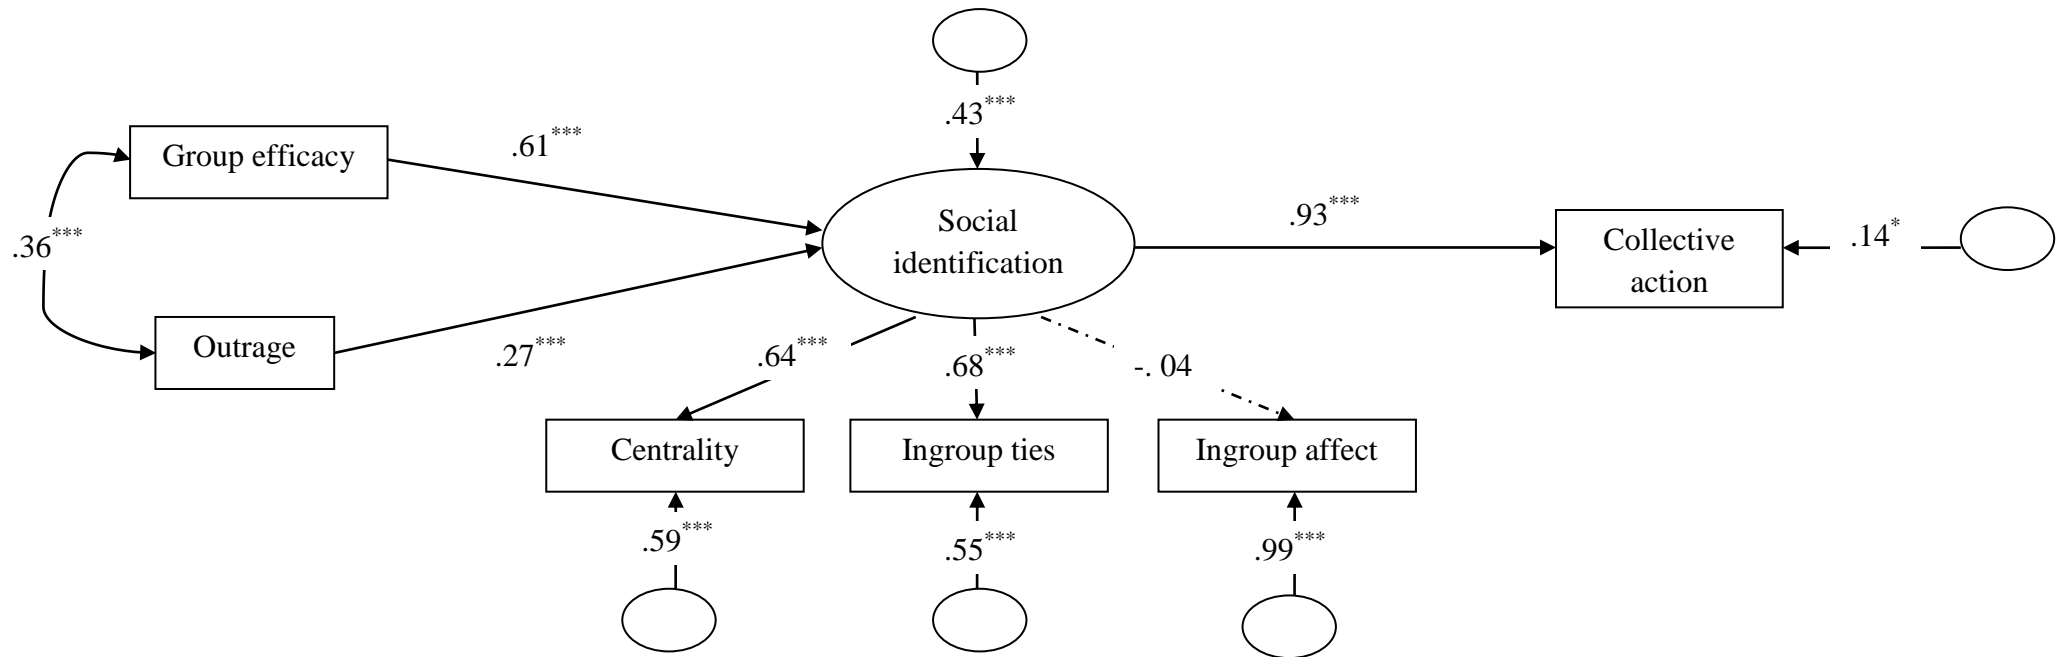 .43***
Group efficacy
.61***
.36***
Social
identification
.93***
Collective
action
.14*
Outrage
.27***
.64***
.68***
-. 04
Centrality
Ingroup ties
Ingroup affect
.59***
.55***
.99***